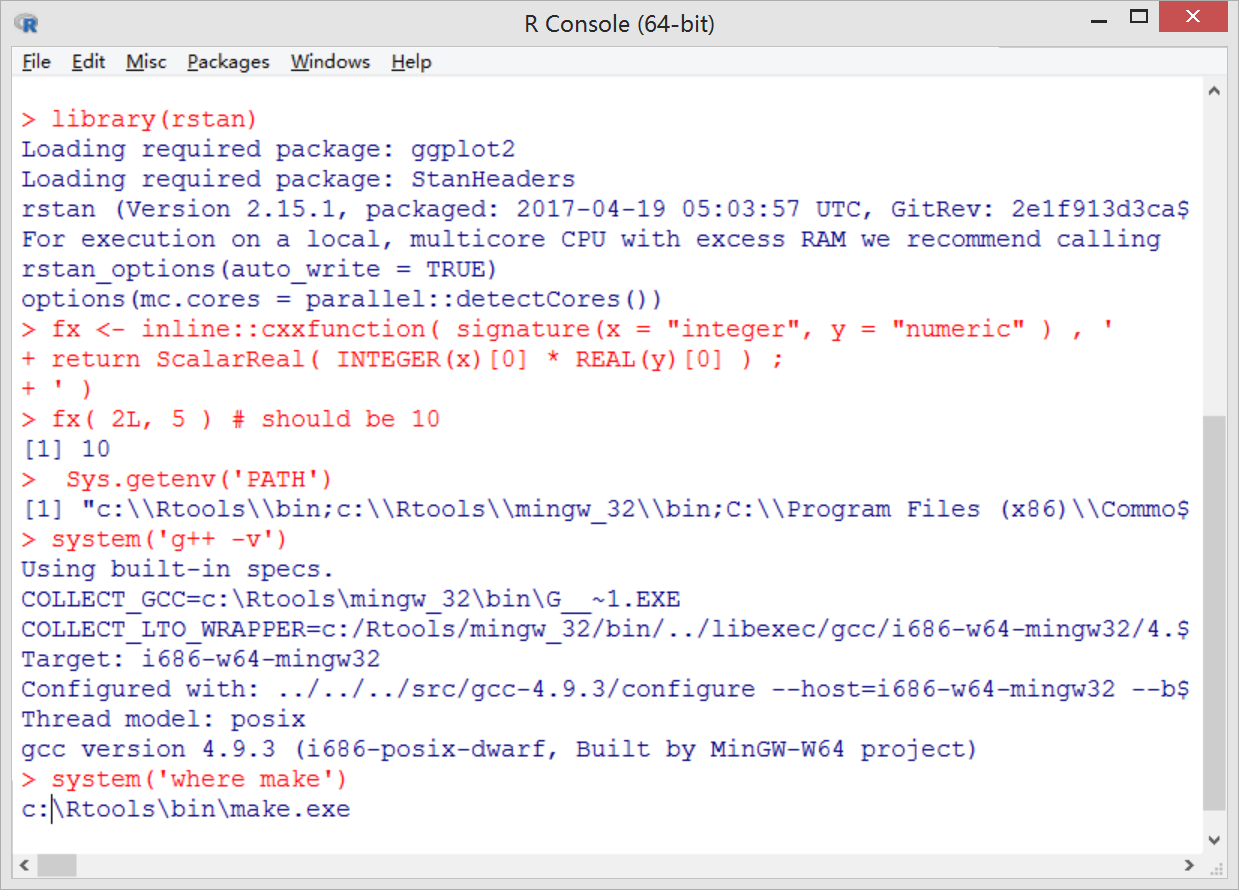 R Console (64-bit)
File Edit Misc Packages Windows Help
> library(rstan)
Loading required package: ggplot2
Loading required package: StanHeaders
rstan (Version 2.15.1, packaged: 2017-04-19 05:03:57 UTC, GitRev: 2e1f913d3ca$
For execution on a local, multicore CPU with excess RAM we recommend calling
rstan_options(auto_write = TRUE)
options(mc.cores = parallel::detectCores())
> fx <- inline::cxxfunction( signature(x = "integer", y = "numeric" ) , '
+ return ScalarReal( INTEGER(x)[0] * REAL(y)[0] ) ;
+ ' )
> fx( 2L, 5 ) # should be 10
[1] 10
>  Sys.getenv('PATH')
[1] "c:\\Rtools\\bin;c:\\Rtools\\mingw_32\\bin;C:\\Program Files (x86)\\Commo$
> system('g++ -v')
Using built-in specs.
COLLECT_GCC=c:\Rtools\mingw_32\bin\G__~1.EXE
COLLECT_LTO_WRAPPER=c:/Rtools/mingw_32/bin/../libexec/gcc/i686-w64-mingw32/4.$
Target: i686-w64-mingw32
Configured with: ../../../src/gcc-4.9.3/configure --host=i686-w64-mingw32 --b$
Thread model: posix
gcc version 4.9.3 (i686-posix-dwarf, Built by MinGW-W64 project)
> system('where make')
c:\Rtools\bin\make.exe